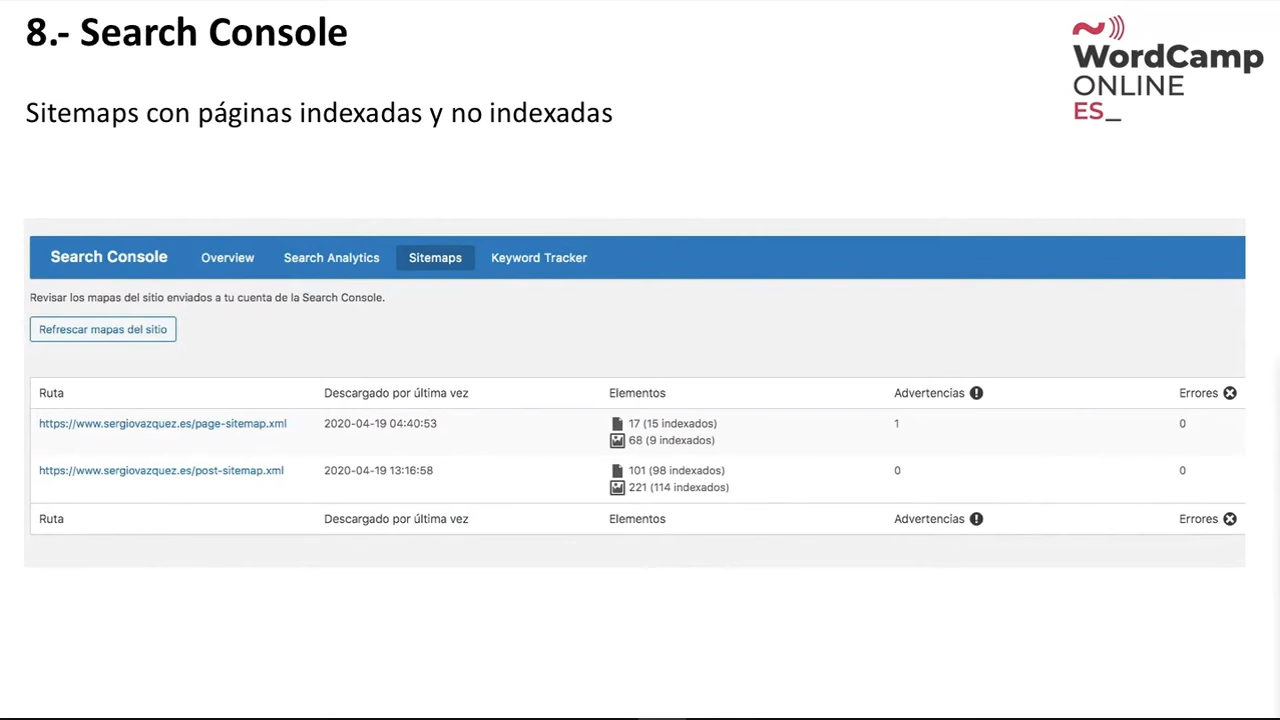 8.- Search Console
WordCamp
ONLINE
ES_
Sitemaps con páginas indexadas y no indexadas
Search Console Overview Search Analytics Sitemaps Keyword Tracker
Revisar los mapas del sitio enviados a tu cuenta de la Search Console.
Refrescar mapas del sitio
Ruta Descargado por última vez Elementos Advertencias Errores
https://www.sergiovazquez.es/page-sitemap.xml 2020-04-19 04:40:53 17 (15 indexados) 1 0
68 (9 indexados)
https://www.sergiovazquez.es/post-sitemap.xml 2020-04-19 13:16:58 101 (98 indexados) 0 0
221 (114 indexados)
Ruta Descargado por última vez Elementos Advertencias Errores